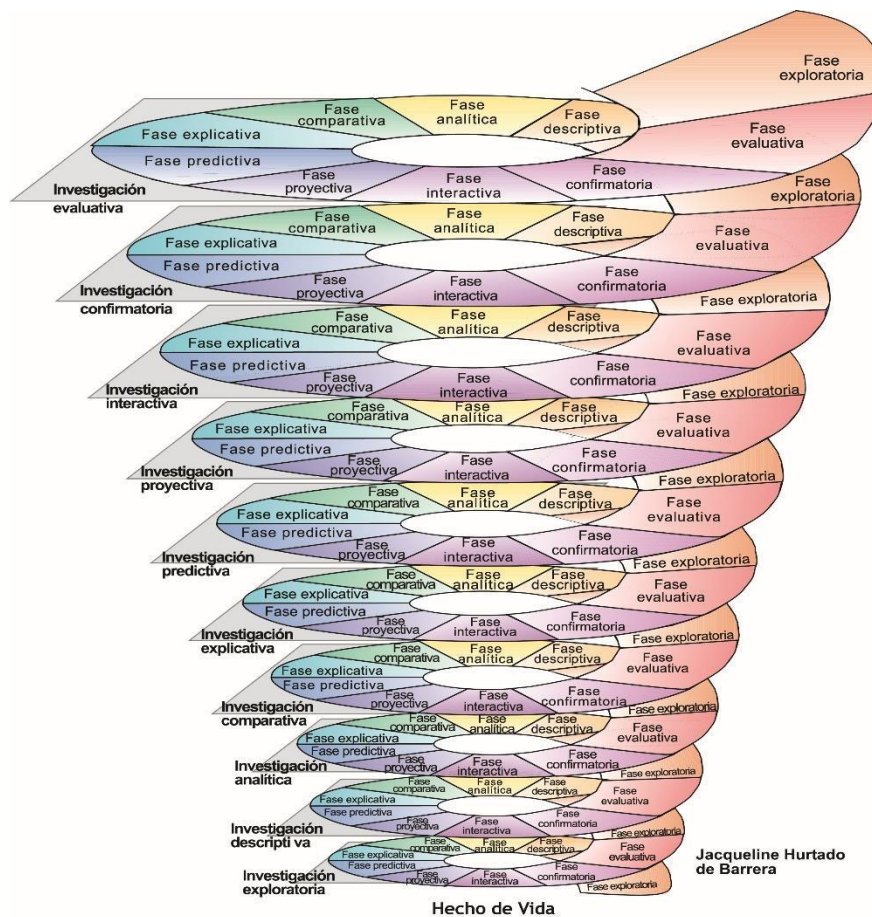 Fase
exploratoria
Fase
comparativa
Fase
analítica
Fase
descriptiva
Fase
evaluativa
Fase explicativa
Fase predictiva
Fase
proyectiva
Fase
interactiva
Fase
confirmatoria
Investigación
evaluativa
Fase
exploratoria
Fase
comparativa
Fase
analítica
Fase
descriptiva
Fase
evaluativa
Fase explicativa
Fase predictiva
Fase
proyectiva
Fase
interactiva
Fase
confirmatoria
Investigación
confirmatoria
Fase exploratoria
Fase
comparativa
Fase
analítica
Fase
descriptiva
Fase
evaluativa
Fase explicativa
Fase predictiva
Fase
proyectiva
Fase
interactiva
Fase
confirmatoria
Investigación
interactiva
Fase exploratoria
Fase
comparativa
Fase
analítica
Fase
descriptiva
Fase
evaluativa
Fase explicativa
Fase predictiva
Fase
proyectiva
Fase
interactiva
Fase
confirmatoria
Investigación
proyectiva
Fase exploratoria
Fase
comparativa
Fase
analítica
Fase
descriptiva
Fase
evaluativa
Fase explicativa
Fase predictiva
Fase
proyectiva
Fase
interactiva
Fase
confirmatoria
Investigación
predictiva
Fase exploratoria
Fase
comparativa
Fase
analítica
Fase
descriptiva
Fase
evaluativa
Fase explicativa
Fase predictiva
Fase
proyectiva
Fase
interactiva
Fase
confirmatoria
Investigación
explicativa
Fase exploratoria
Fase
comparativa
Fase
analítica
Fase
descriptiva
Fase
evaluativa
Fase explicativa
Fase predictiva
Fase
proyectiva
Fase
interactiva
Fase
confirmatoria
Investigación
comparativa
Fase exploratoria
Fase
comparativa
Fase
analítica
Fase
descriptiva
Fase
evaluativa
Fase explicativa
Fase predictiva
Fase
proyectiva
Fase
interactiva
Fase
confirmatoria
Investigación
analítica
Fase exploratoria
Fase
comparativa
Fase
analítica
Fase
descriptiva
Fase
evaluativa
Fase explicativa
Fase predictiva
Fase
proyectiva
Fase
interactiva
Fase
confirmatoria
Investigación
descripti va
Fase exploratoria
Fase
comparativa
Fase
analítica
Fase
descriptiva
Fase
evaluativa
Fase explicativa
Fase predictiva
Fase
proyectiva
Fase
interactiva
Fase
confirmatoria
Investigación
exploratoria
Fase exploratoria
Jacqueline Hurtado
de Barrera
Hecho de Vida